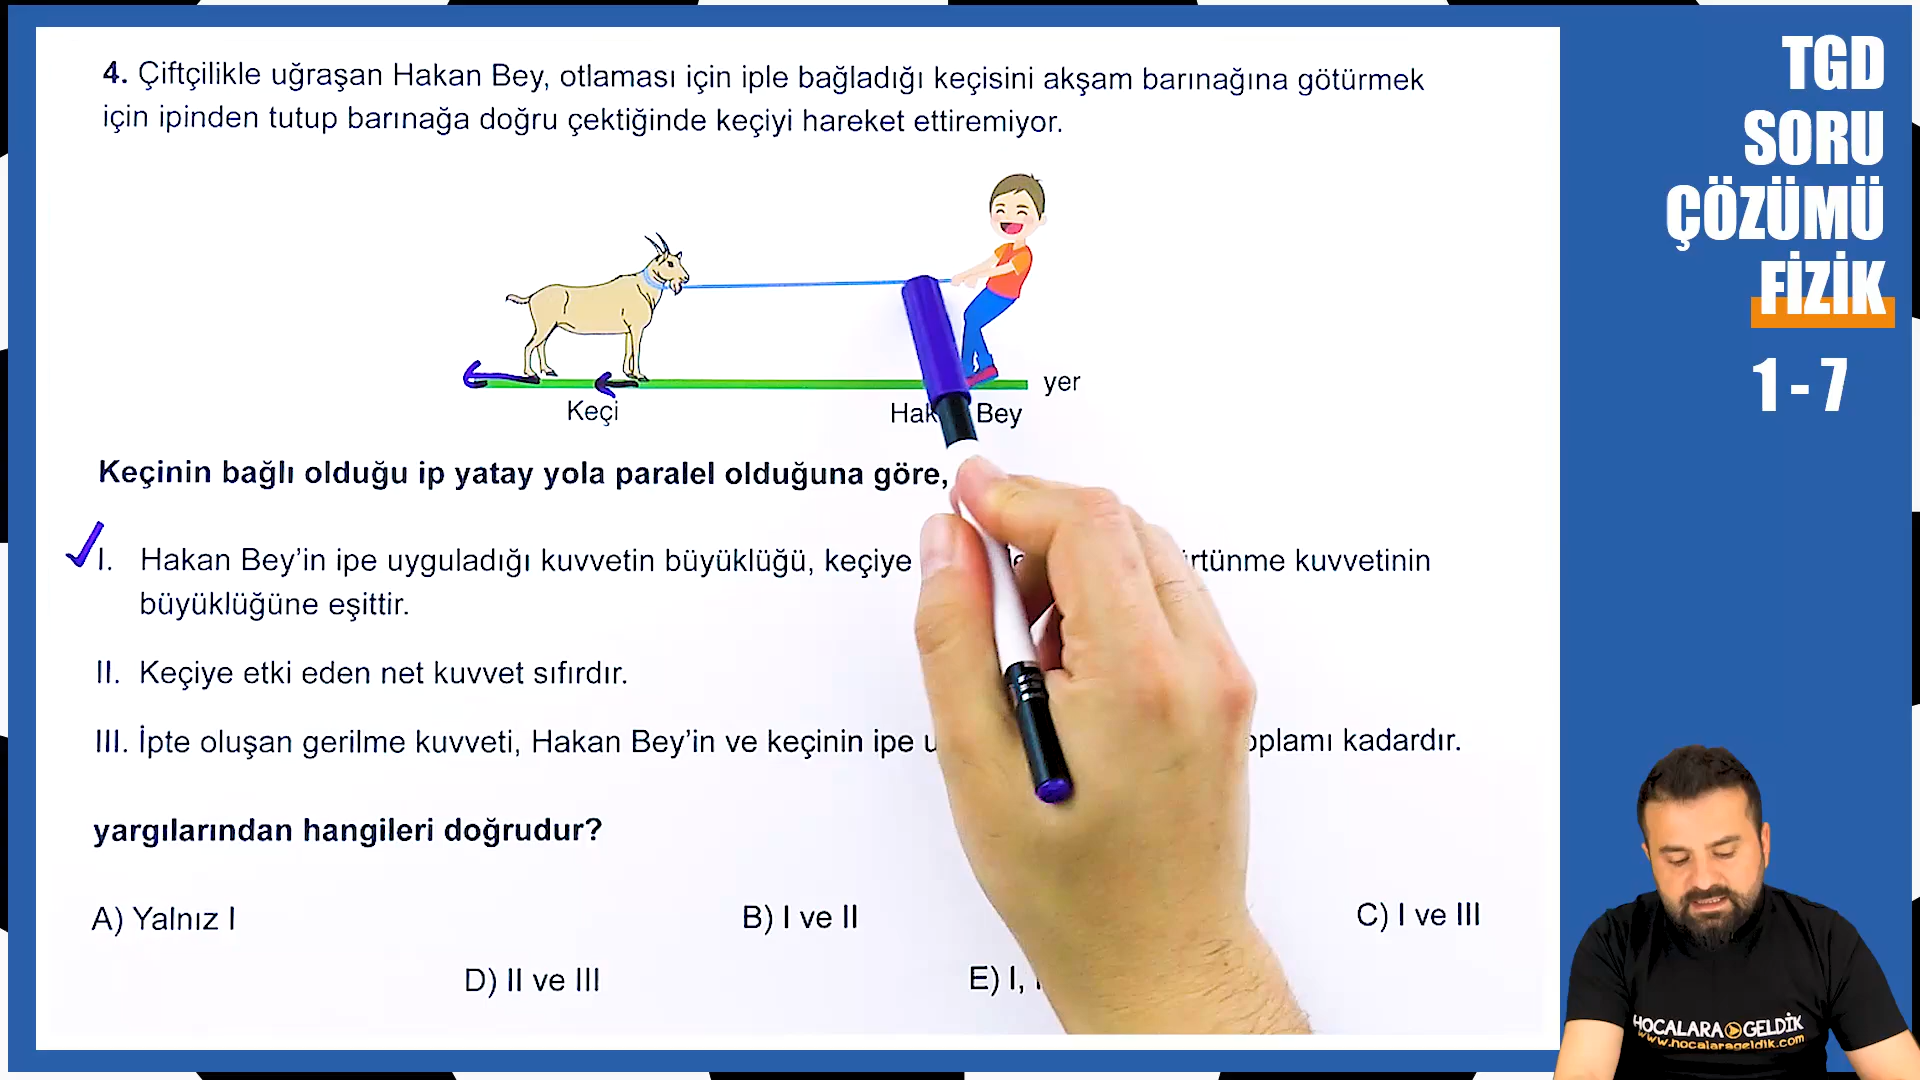 4. Çiftçilikle uğraşan Hakan Bey, otlaması için iple bağladığı keçisini akşam barınağına götürmek
için ipinden tutup barınağa doğru çektiğinde keçiyi hareket ettiremiyor.
yer
Keçi
Hak Bey
Keçinin bağlı olduğu ip yatay yola paralel olduğuna göre,
I. Hakan Bey'in ipe uyguladığı kuvvetin büyüklüğü, keçiye kuvvetinin
büyüklüğüne eşittir.
II. Keçiye etki eden net kuvvet sıfırdır.
III. İpte oluşan gerilme kuvveti, Hakan Bey'in ve keçinin ipe kadardır.
yargılarından hangileri doğrudur?
A) Yalnız I
B) I ve II
C) I ve III
D) II ve III
E) I,
TGD
SORU
ÇÖZÜMÜ
FİZİK
1 - 7
HOCALARA GELDİK
www.hocalarageldik.com